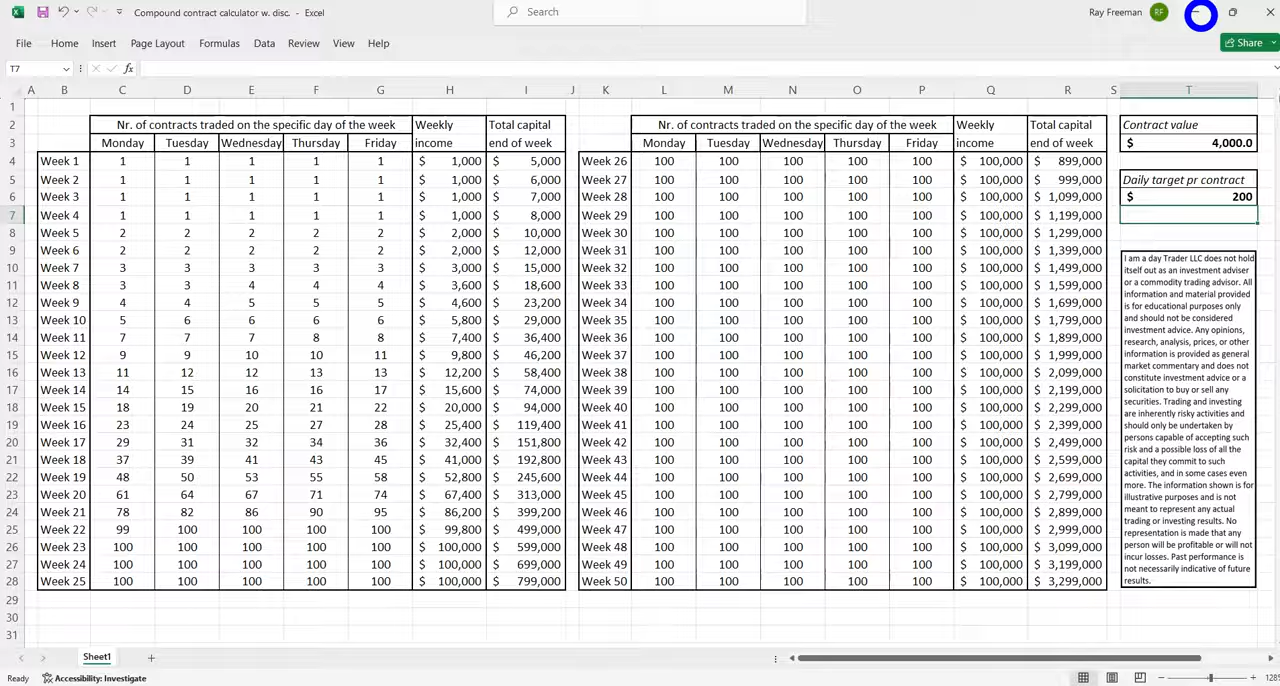 Compound contract calculator w. disc. - Excel
Search
Ray Freeman RF
File Home Insert Page Layout Formulas Data Review View Help
Share
T7 fx
A B C D E F G H I J K L M N O P Q R S T
1
2 Nr. of contracts traded on the specific day of the week Weekly Total capital Nr. of contracts traded on the specific day of the week Weekly Total capital Contract value
3 Monday Tuesday Wednesday Thursday Friday income end of week Monday Tuesday Wednesday Thursday Friday income end of week $ 4,000.0
4 Week 1 1 1 1 1 1 $ 1,000 $ 5,000 Week 26 100 100 100 100 100 $ 100,000 $ 899,000
5 Week 2 1 1 1 1 1 $ 1,000 $ 6,000 Week 27 100 100 100 100 100 $ 100,000 $ 999,000 Daily target pr contract
6 Week 3 1 1 1 1 1 $ 1,000 $ 7,000 Week 28 100 100 100 100 100 $ 100,000 $ 1,099,000 $ 200
7 Week 4 1 1 1 1 1 $ 1,000 $ 8,000 Week 29 100 100 100 100 100 $ 100,000 $ 1,199,000
8 Week 5 2 2 2 2 2 $ 2,000 $ 10,000 Week 30 100 100 100 100 100 $ 100,000 $ 1,299,000
9 Week 6 2 2 2 2 2 $ 2,000 $ 12,000 Week 31 100 100 100 100 100 $ 100,000 $ 1,399,000
10 Week 7 3 3 3 3 3 $ 3,000 $ 15,000 Week 32 100 100 100 100 100 $ 100,000 $ 1,499,000
11 Week 8 3 3 4 4 4 $ 3,600 $ 18,600 Week 33 100 100 100 100 100 $ 100,000 $ 1,599,000
12 Week 9 4 4 5 5 5 $ 4,600 $ 23,200 Week 34 100 100 100 100 100 $ 100,000 $ 1,699,000
13 Week 10 5 6 6 6 6 $ 5,800 $ 29,000 Week 35 100 100 100 100 100 $ 100,000 $ 1,799,000
14 Week 11 7 7 7 8 8 $ 7,400 $ 36,400 Week 36 100 100 100 100 100 $ 100,000 $ 1,899,000
15 Week 12 9 9 10 10 11 $ 9,800 $ 46,200 Week 37 100 100 100 100 100 $ 100,000 $ 1,999,000
16 Week 13 11 12 12 13 13 $ 12,200 $ 58,400 Week 38 100 100 100 100 100 $ 100,000 $ 2,099,000
17 Week 14 14 15 16 16 17 $ 15,600 $ 74,000 Week 39 100 100 100 100 100 $ 100,000 $ 2,199,000
18 Week 15 18 19 20 21 22 $ 20,000 $ 94,000 Week 40 100 100 100 100 100 $ 100,000 $ 2,299,000
19 Week 16 23 24 25 27 28 $ 25,400 $ 119,400 Week 41 100 100 100 100 100 $ 100,000 $ 2,399,000
20 Week 17 29 31 32 34 36 $ 32,400 $ 151,800 Week 42 100 100 100 100 100 $ 100,000 $ 2,499,000
21 Week 18 37 39 41 43 45 $ 41,000 $ 192,800 Week 43 100 100 100 100 100 $ 100,000 $ 2,599,000
22 Week 19 48 50 53 55 58 $ 52,800 $ 245,600 Week 44 100 100 100 100 100 $ 100,000 $ 2,699,000
23 Week 20 61 64 67 71 74 $ 67,400 $ 313,000 Week 45 100 100 100 100 100 $ 100,000 $ 2,799,000
24 Week 21 78 82 86 90 95 $ 86,200 $ 399,200 Week 46 100 100 100 100 100 $ 100,000 $ 2,899,000
25 Week 22 99 100 100 100 100 $ 99,800 $ 499,000 Week 47 100 100 100 100 100 $ 100,000 $ 2,999,000
26 Week 23 100 100 100 100 100 $ 100,000 $ 599,000 Week 48 100 100 100 100 100 $ 100,000 $ 3,099,000
27 Week 24 100 100 100 100 100 $ 100,000 $ 699,000 Week 49 100 100 100 100 100 $ 100,000 $ 3,199,000
28 Week 25 100 100 100 100 100 $ 100,000 $ 799,000 Week 50 100 100 100 100 100 $ 100,000 $ 3,299,000
29
30
31
I am a day Trader LLC does not hold
itself out as an investment adviser
or a commodity trading advisor. All
information and material provided
is for educational purposes only
and should not be considered
investment advice. Any opinions,
research, analysis, prices, or other
information is provided as general
market commentary and does not
constitute investment advice or a
solicitation to buy or sell any
securities. Trading and investing
are inherently risky activities and
should only be undertaken by
persons capable of accepting such
risk and a possible loss of all the
capital they commit to such
activities, and in some cases even
more. The information shown is for
illustrative purposes and is not
meant to represent any actual
trading or investing results. No
representation is made that any
person will be profitable or will not
incur losses. Past performance is
not necessarily indicative of future
results.
Sheet1
Ready Accessibility: Investigate